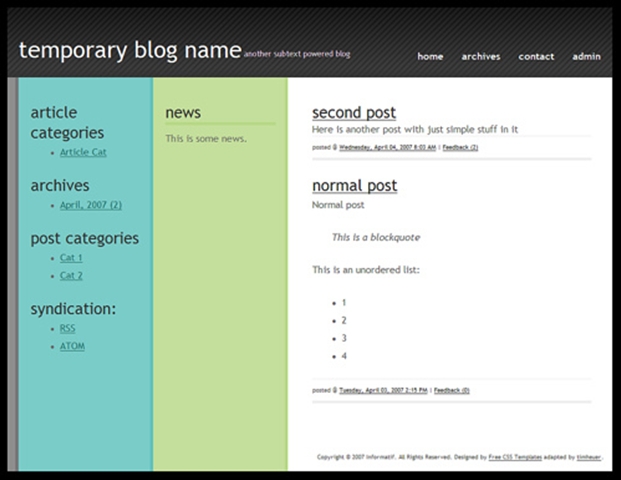 temporary blog name another subtext powered blog
home archives contact admin
article
categories
Article Cat
archives
April, 2007 (2)
post categories
Cat 1
Cat 2
syndication:
RSS
ATOM
news
This is some news.
second post
Here is another post with just simple stuff in it
posted @ Wednesday, April 04, 2007 8:03 AM | Feedback (2)
normal post
Normal post
This is a blockquote
This is an unordered list:
1
2
3
4
posted @ Tuesday, April 03, 2007 2:15 PM | Feedback (0)
Copyright © 2007 Informatif. All Rights Reserved. Designed by Free CSS Templates adapted by timheuer.